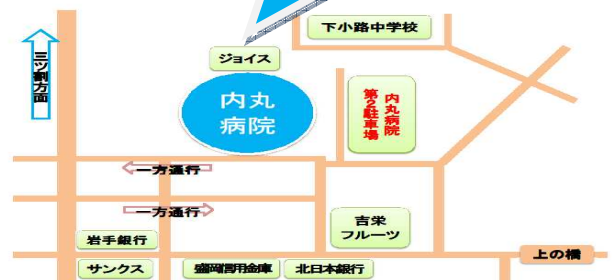 下小路中学校
三ツ割方面
ジョイス
内丸
病院
内丸病院
第2駐車場
一方通行
一方通行
吉栄
フルーツ
岩手銀行
上の橋
サンクス
盛岡信用金庫
北日本銀行